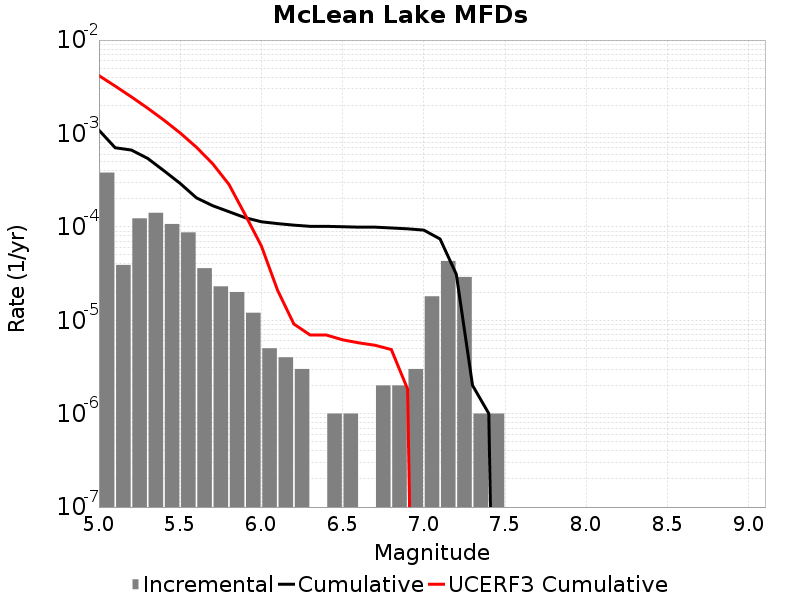 McLean Lake MFDs
10-2
10-3
10-4
10-5
10-6
10-7
Rate (1/yr)
5.0 5.5 6.0 6.5 7.0 7.5 8.0 8.5 9.0
Magnitude
Incremental Cumulative UCERF3 Cumulative